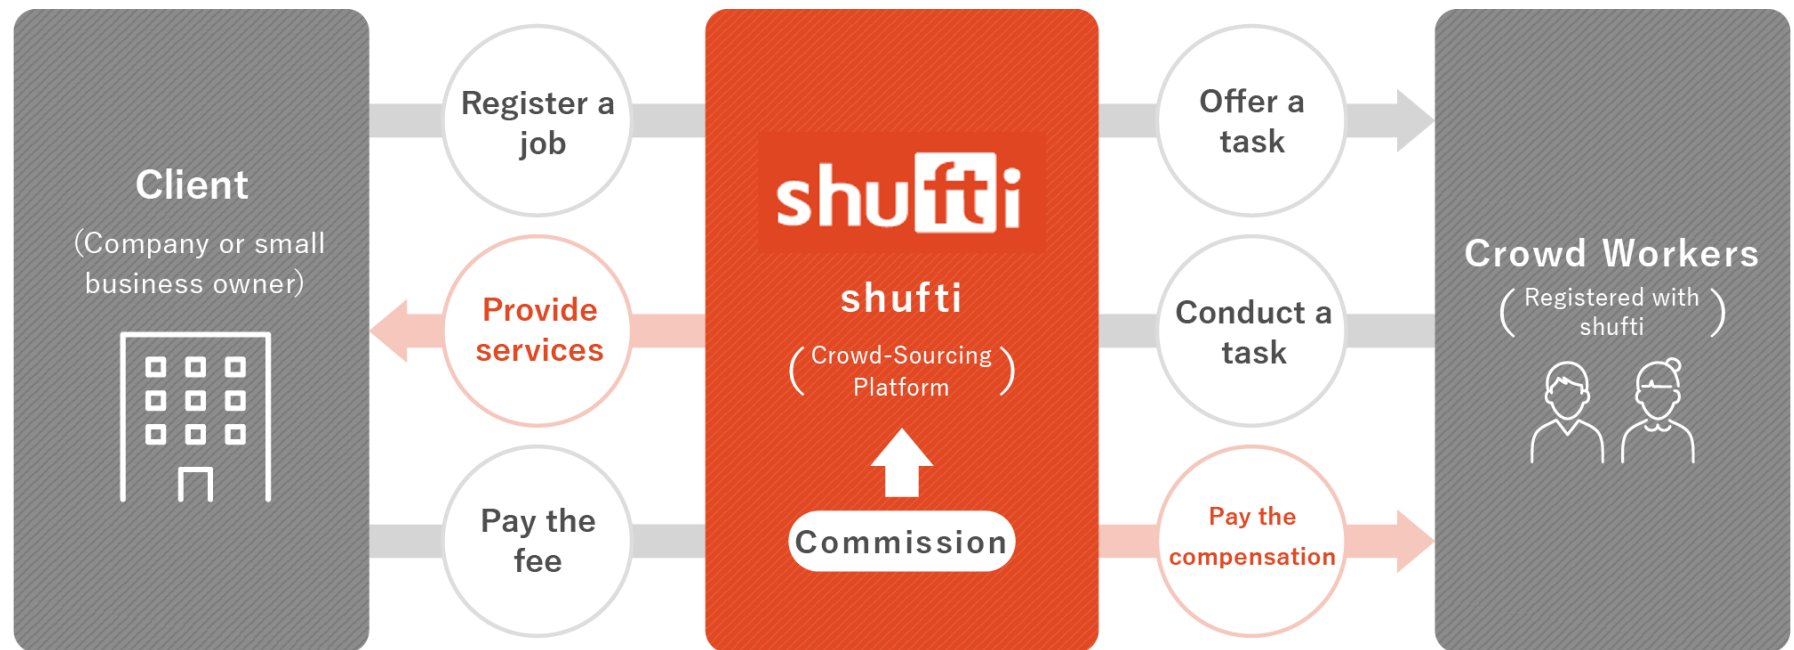 Client
(Company or small
business owner)
Register a
job
Provide
services
Pay the
fee
shufti
shufti
(Crowd-Sourcing
Platform)
Commission
Offer a
task
Conduct a
task
Pay the
compensation
Crowd Workers
(Registered with
shufti)